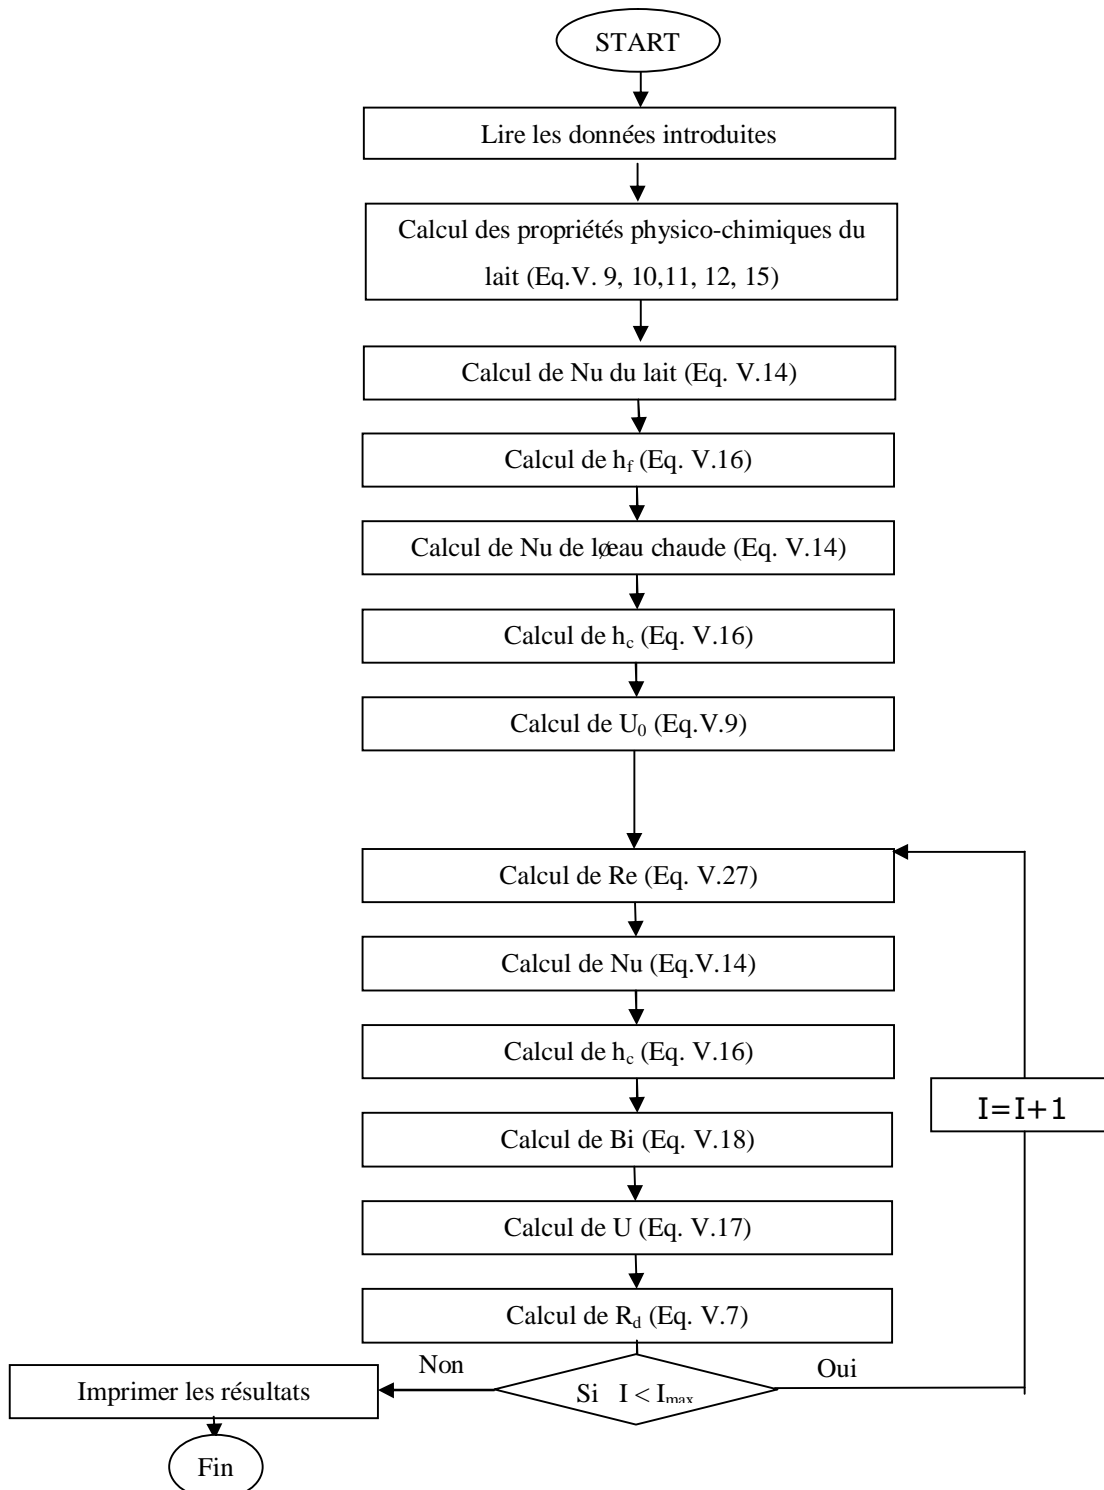 START
Lire les données introduites
Calcul des propriétés physico-chimiques du
lait (Eq.V. 9, 10,11, 12, 15)
Calcul de Nu du lait (Eq. V.14)
Calcul de hf (Eq. V.16)
Calcul de Nu de løeau chaude (Eq. V.14)
Calcul de hc (Eq. V.16)
Calcul de U0 (Eq.V.9)
Calcul de Re (Eq. V.27)
Calcul de Nu (Eq.V.14)
Calcul de hc (Eq. V.16)
I=I+1
Calcul de Bi (Eq. V.18)
Calcul de U (Eq. V.17)
Calcul de Rd (Eq. V.7)
Non
Oui
Imprimer les résultats
Si I < Imax
Fin